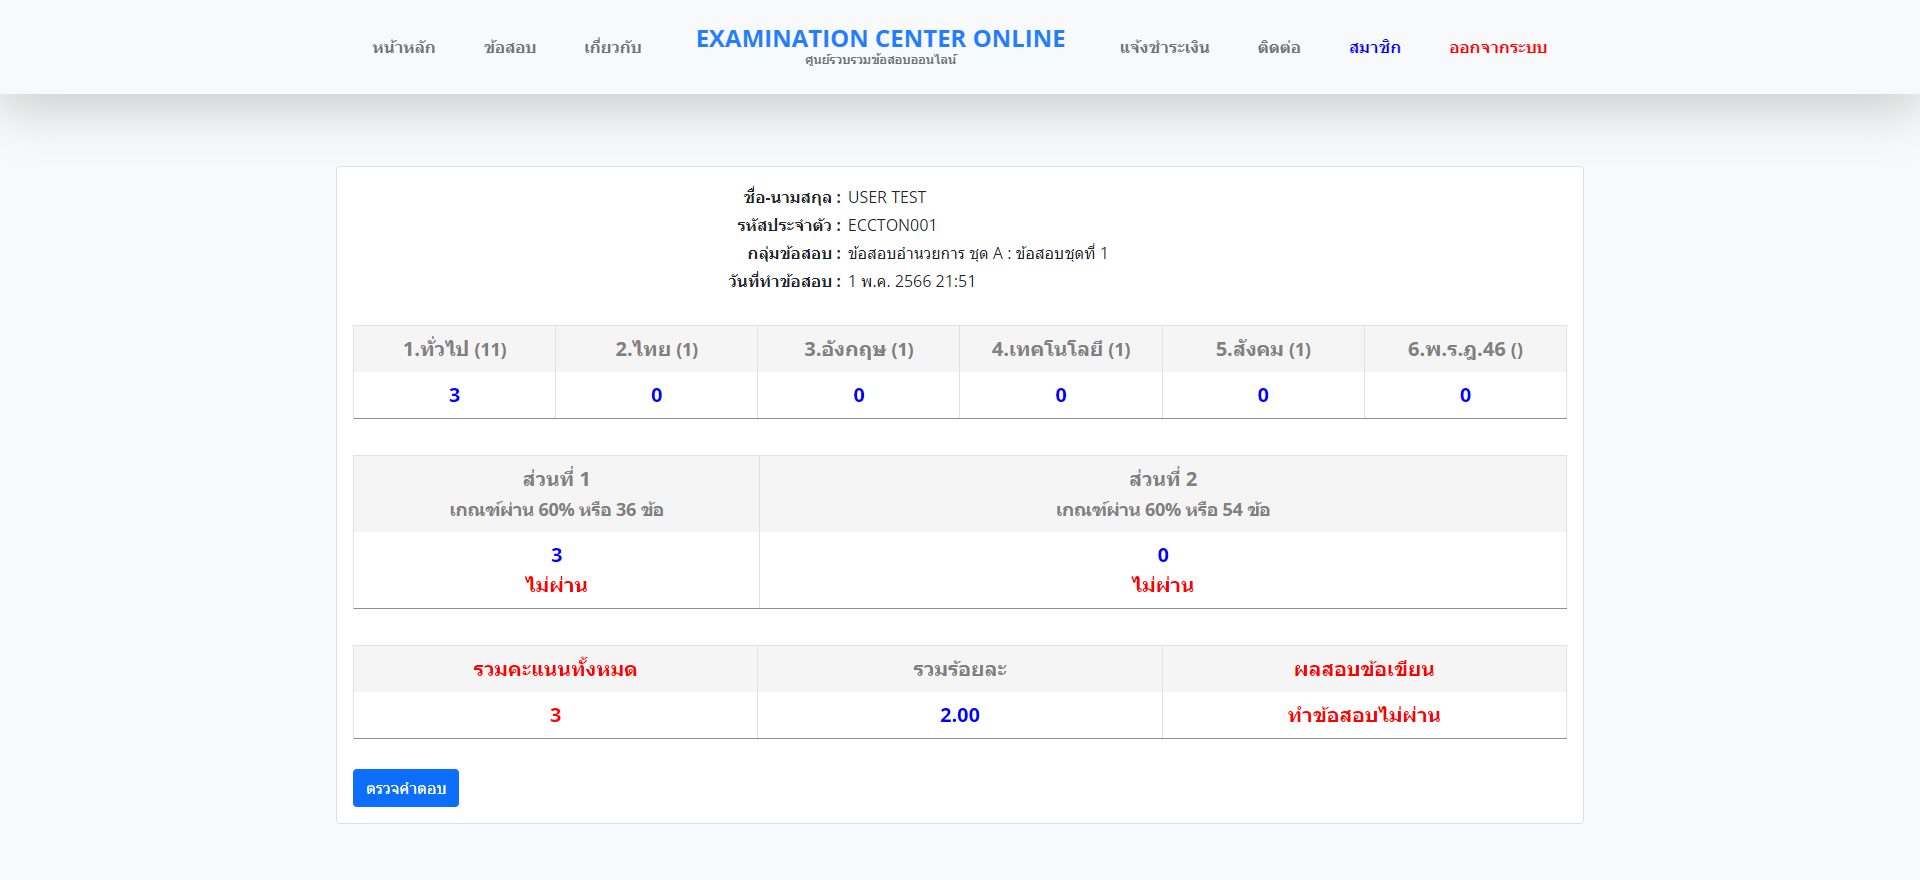 หน้าหลัก
ข้อสอบ
เกี่ยวกับ
EXAMINATION CENTER ONLINE
ศูนย์รวบรวมข้อสอบออนไลน์
แจ้งชำระเงิน
ติดต่อ
สมาชิก
ออกจากระบบ
ชื่อ-นามสกุล : USER TEST
รหัสประจำตัว : ECCTON001
กลุ่มข้อสอบ : ข้อสอบอำนวยการ ชุด A : ข้อสอบชุดที่ 1
วันที่ทำข้อสอบ : 1 พ.ค. 2566 21:51
1.ทั่วไป (11) 2.ไทย (1) 3.อังกฤษ (1) 4.เทคโนโลยี (1) 5.สังคม (1) 6.พ.ร.ฎ.46 ()
3 0 0 0 0 0
ส่วนที่ 1 ส่วนที่ 2
เกณฑ์ผ่าน 60% หรือ 36 ข้อ เกณฑ์ผ่าน 60% หรือ 54 ข้อ
3 0
ไม่ผ่าน ไม่ผ่าน
รวมคะแนนทั้งหมด รวมร้อยละ ผลสอบข้อเขียน
3 2.00 ทำข้อสอบไม่ผ่าน
ตรวจคำตอบ